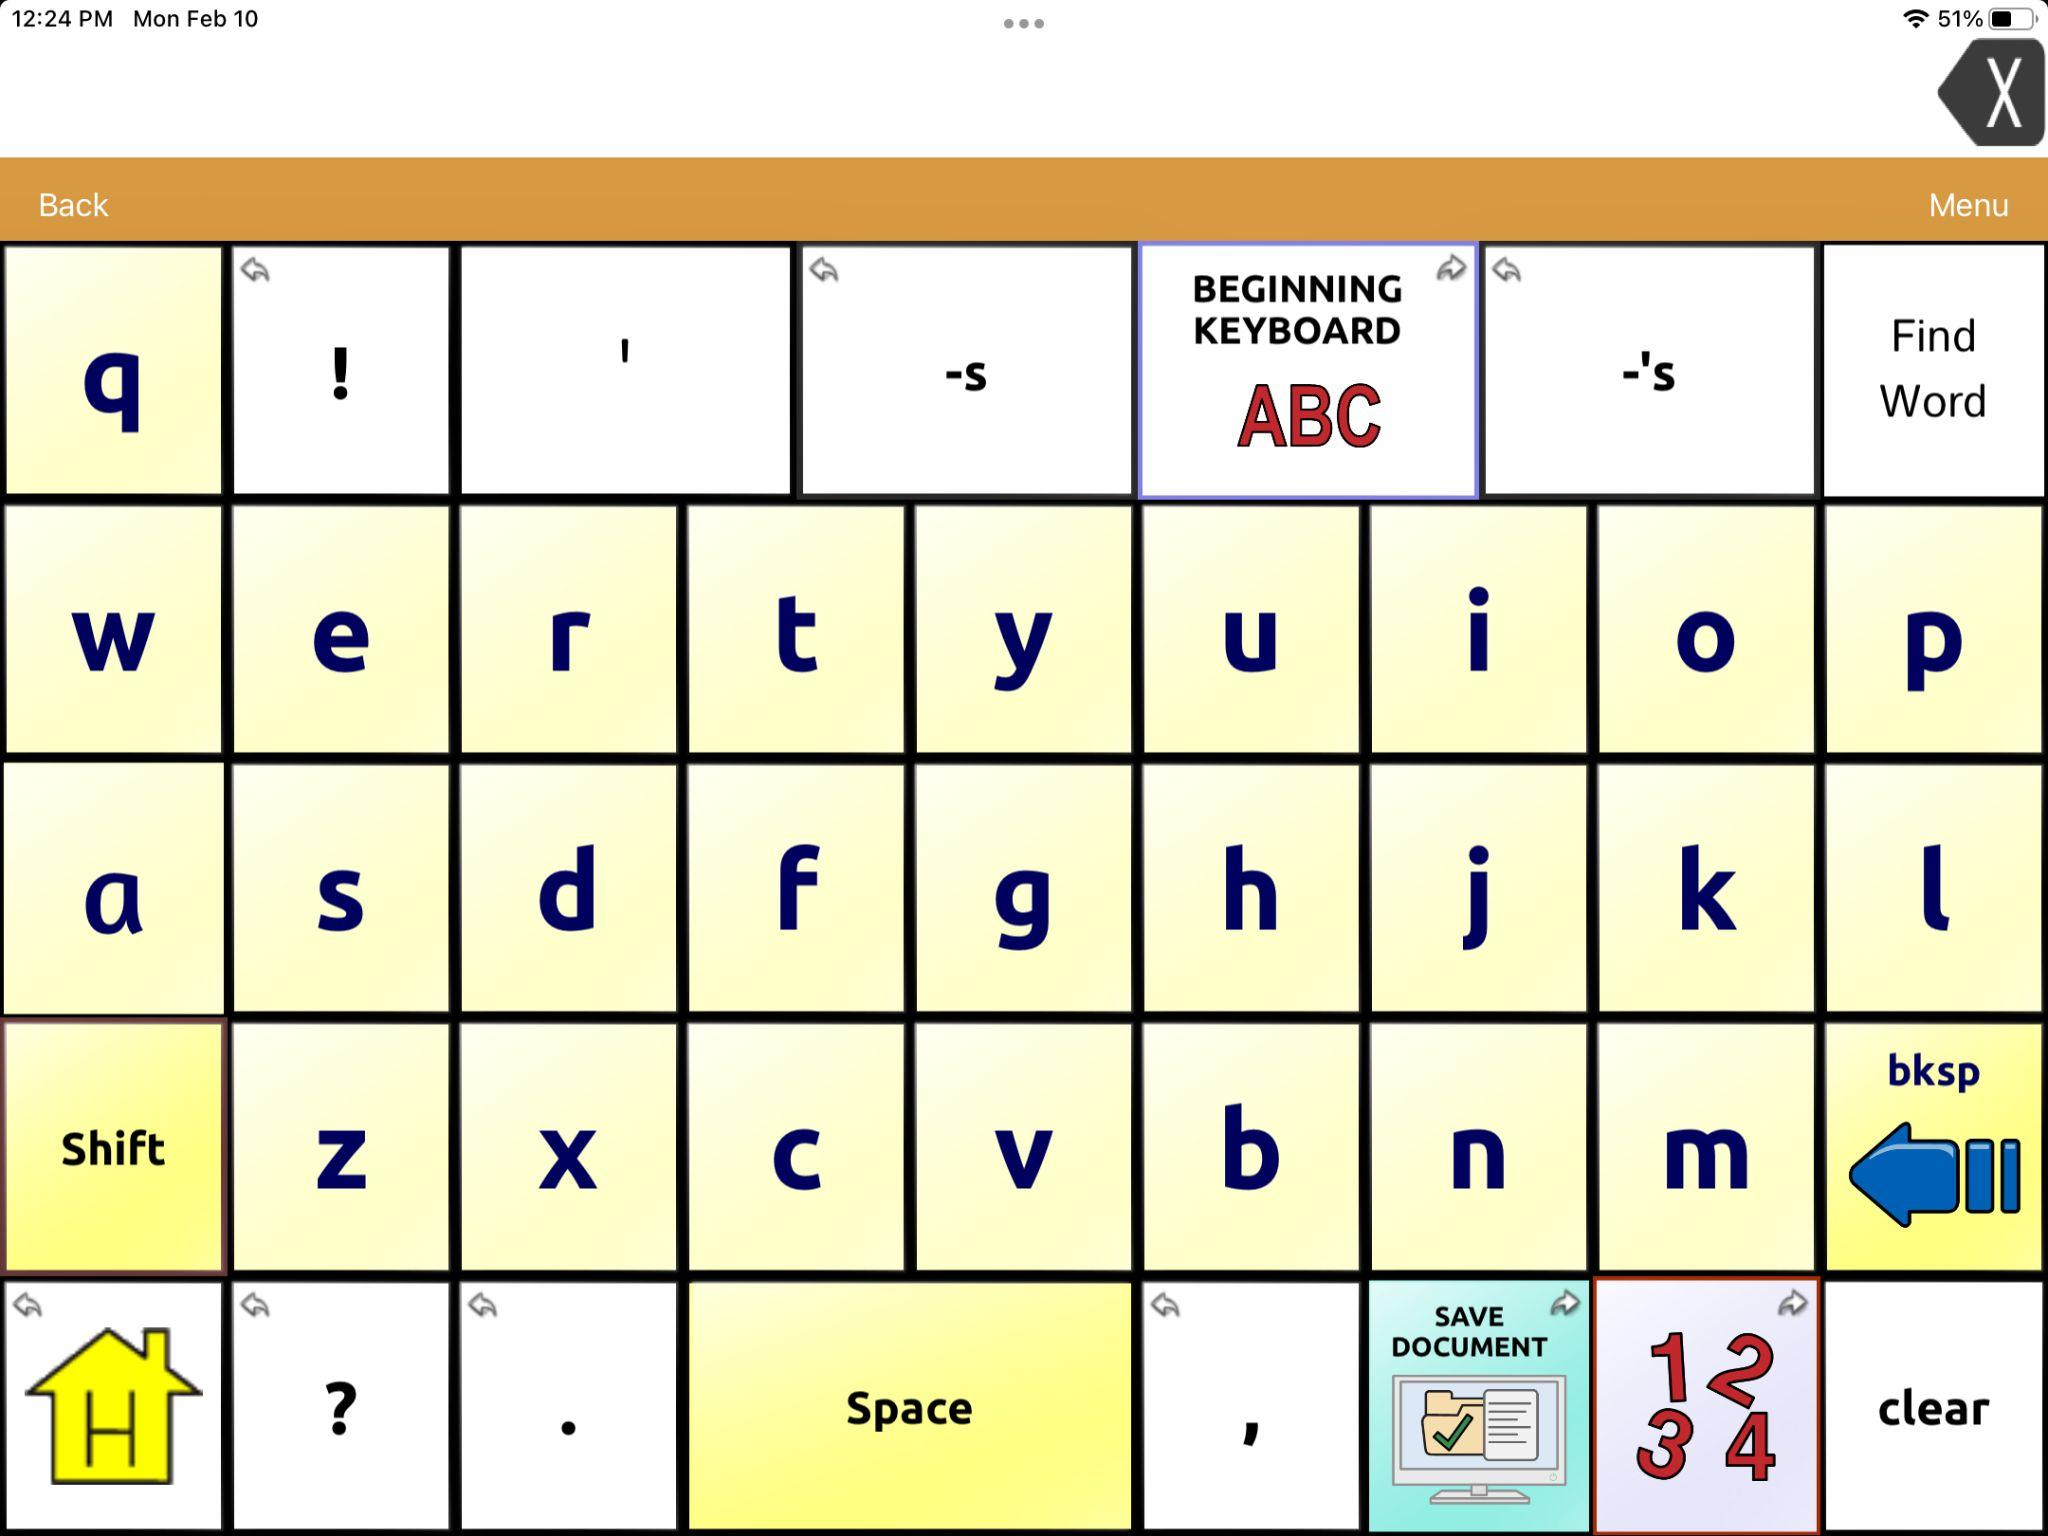 12:24 PM Mon Feb 10
51%
X
Back
Menu
q
!
'
-s
BEGINNING
KEYBOARD
ABC
-'s
Find
Word
w
e
r
t
y
u
i
o
p
a
s
d
f
g
h
j
k
l
Shift
z
x
c
v
b
n
m
bksp
H
?
.
Space
,
SAVE
DOCUMENT
1 2
3 4
clear